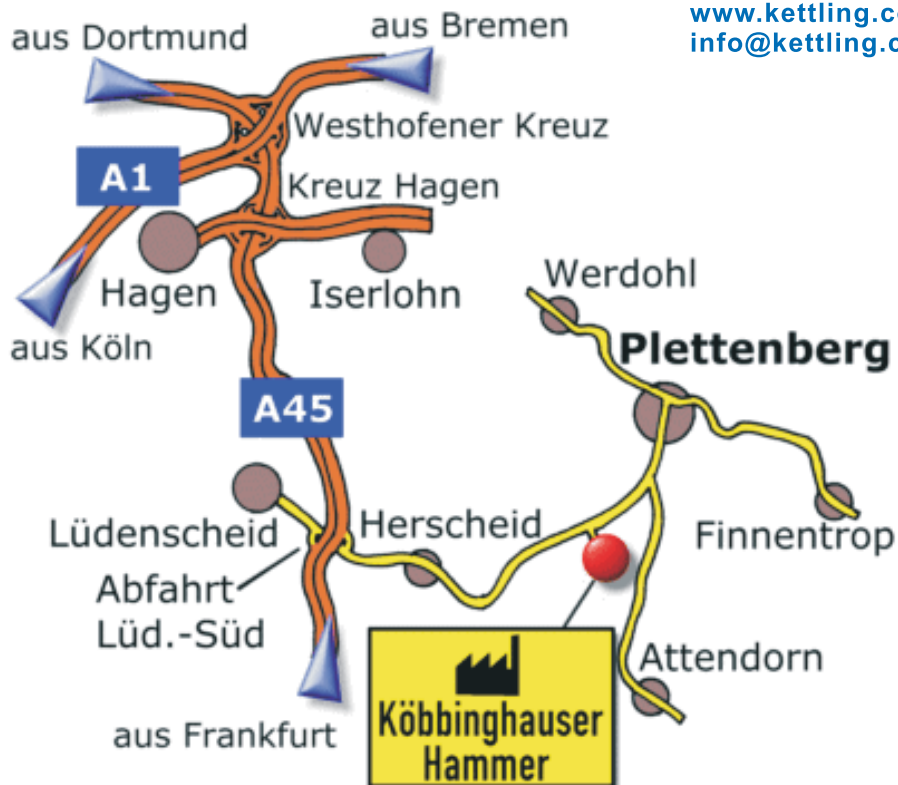 www.kettling.co
info@kettling.c
aus Dortmund
aus Bremen
Westhofener Kreuz
A1
Kreuz Hagen
Hagen
Iserlohn
Werdohl
aus Köln
Plettenberg
A45
Lüdenscheid
Herscheid
Finnentrop
Abfahrt
Lüd.-Süd
Attendorn
aus Frankfurt
Köbbinghauser
Hammer